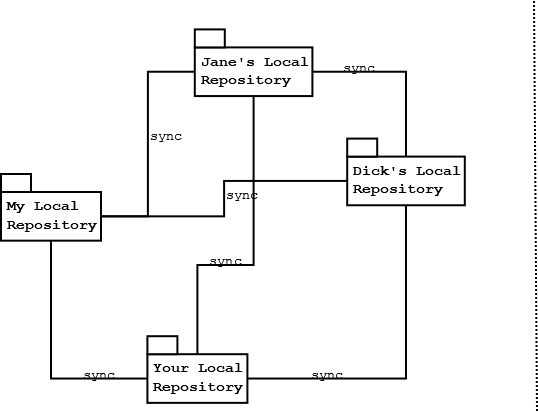 Jane's Local
Repository
sync
sync
Dick's Local
Repository
sync
My Local
Repository
sync
Your Local
Repository
sync
sync